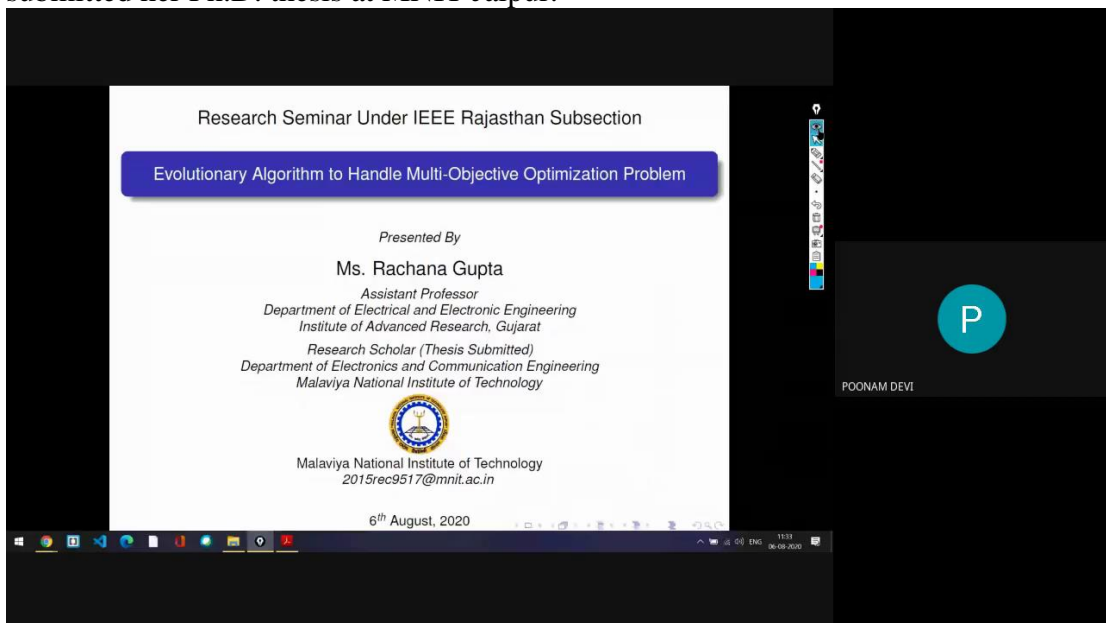 submitted her Ph.D. thesis at MNIT Jaipur.
Research Seminar Under IEEE Rajasthan Subsection
Evolutionary Algorithm to Handle Multi-Objective Optimization Problem
Presented By
Ms. Rachana Gupta
Assistant Professor
Department of Electrical and Electronic Engineering
Institute of Advanced Research, Gujarat
Research Scholar (Thesis Submitted)
Department of Electronics and Communication Engineering
Malaviya National Institute of Technology
Malaviya National Institute of Technology
2015rec9517@mnit.ac.in
6th August, 2020
P
POONAM DEVI
ENG
11:33
06-08-2020